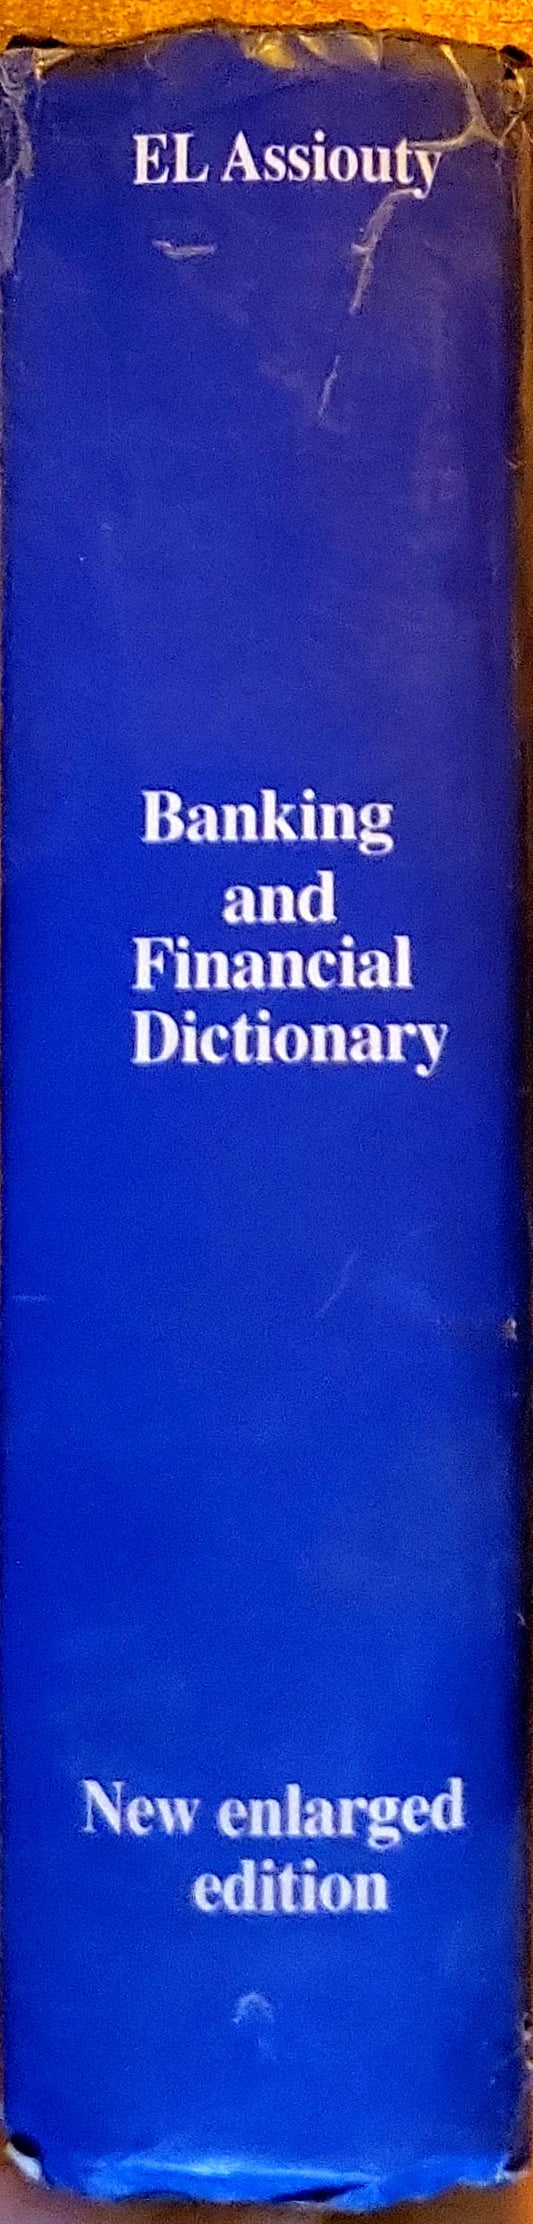 EL Assiouty
Banking
and
Financial
Dictionary
New enlarged
edition